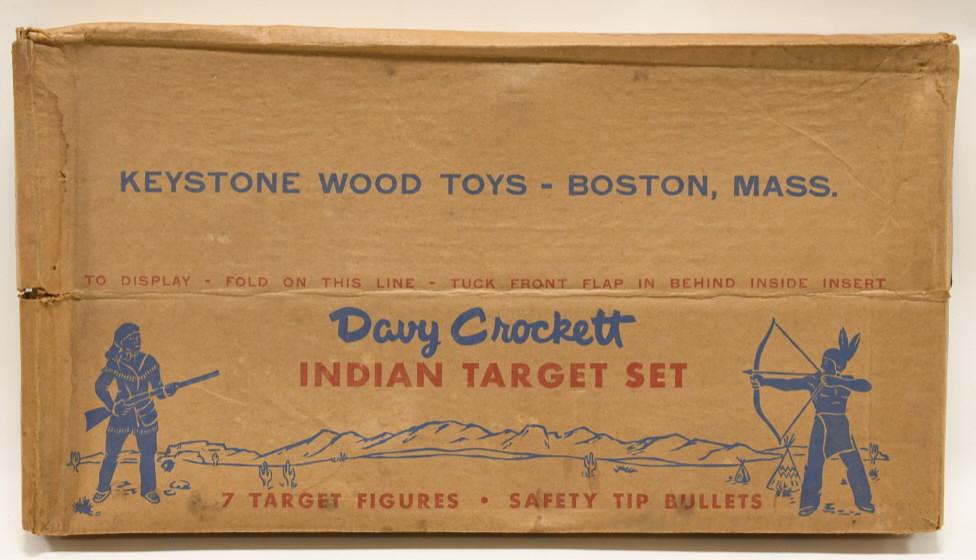 KEYSTONE WOOD TOYS - BOSTON, MASS.
TO DISPLAY - FOLD ON THIS LINE - TUCK FRONT FLAP IN BEHIND INSIDE INSERT
Davy Crockett
INDIAN TARGET SET
7 TARGET FIGURES • SAFETY TIP BULLETS